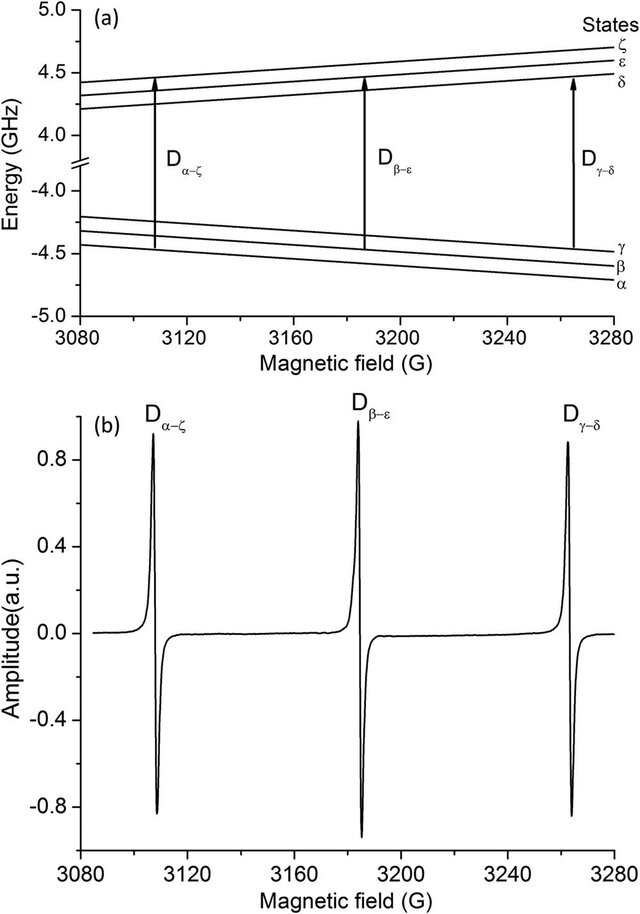 (a)
States
ζ
ε
δ
5.0
4.5
4.0
Energy (GHz)
-4.0
-4.5
-5.0
Dα−ζ
Dβ−ε
Dγ−δ
γ
β
α
3080
3120
3160
3200
3240
3280
Magnetic field (G)
(b)
Dα−ζ
Dβ−ε
Dγ−δ
0.8
0.4
0.0
-0.4
-0.8
Amplitude(a.u.)
3080
3120
3160
3200
3240
3280
Magnetic field (G)